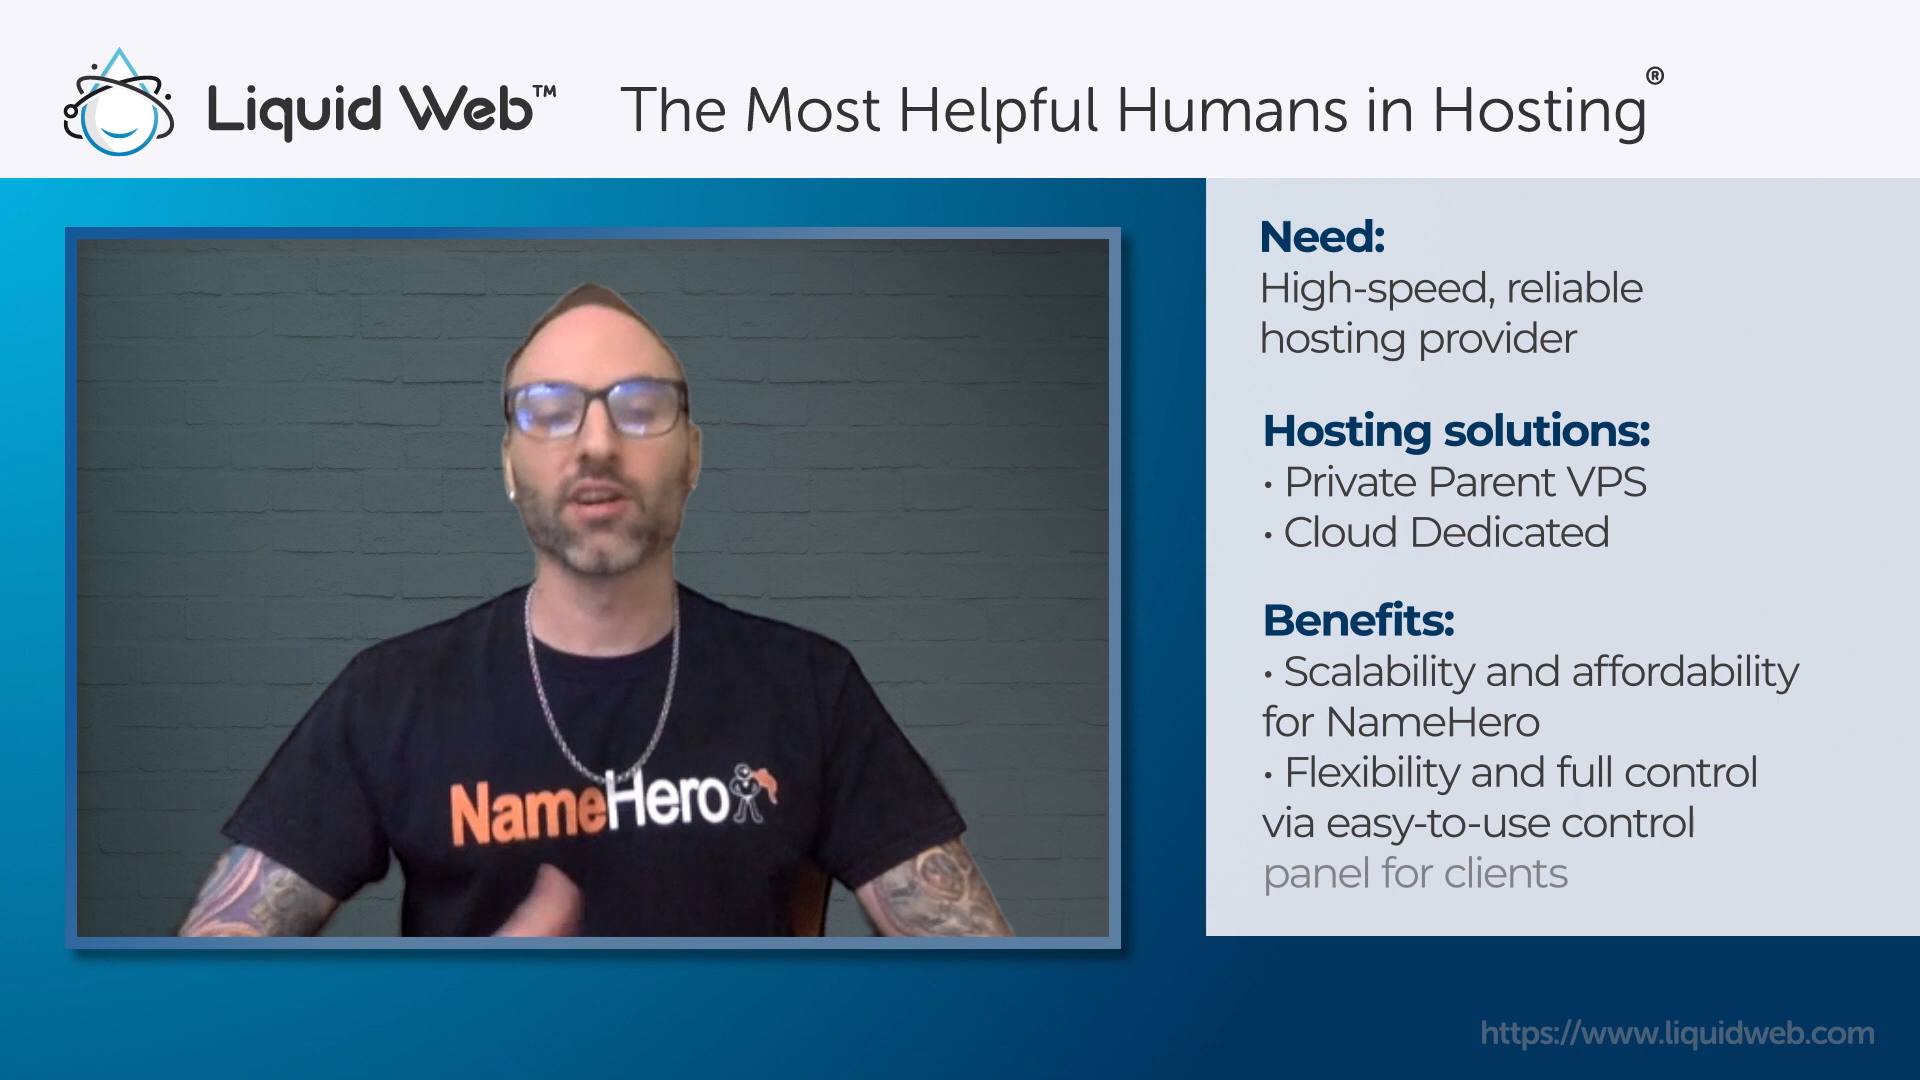 Liquid Web™
The Most Helpful Humans in Hosting®
NameHero
Need:
High-speed, reliable
hosting provider
Hosting solutions:
• Private Parent VPS
• Cloud Dedicated
Benefits:
• Scalability and affordability
for NameHero
• Flexibility and full control
via easy-to-use control
panel for clients
https://www.liquidweb.com